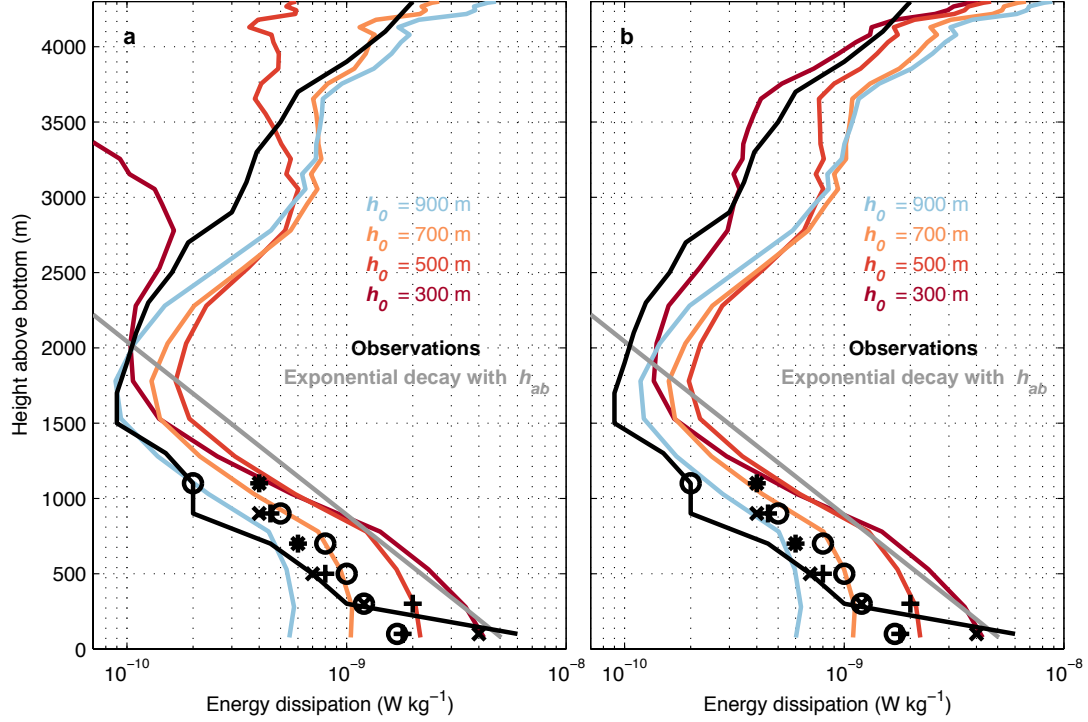 a
b
Height above bottom (m)
4000
3500
3000
2500
2000
1500
1000
500
0
h0 = 900 m
h0 = 700 m
h0 = 500 m
h0 = 300 m
Observations
Exponential decay with hab
h0 = 900 m
h0 = 700 m
h0 = 500 m
h0 = 300 m
Observations
Exponential decay with hab
10−10
10−9
10−8
10−10
10−9
10−8
Energy dissipation (W kg−1)
Energy dissipation (W kg−1)